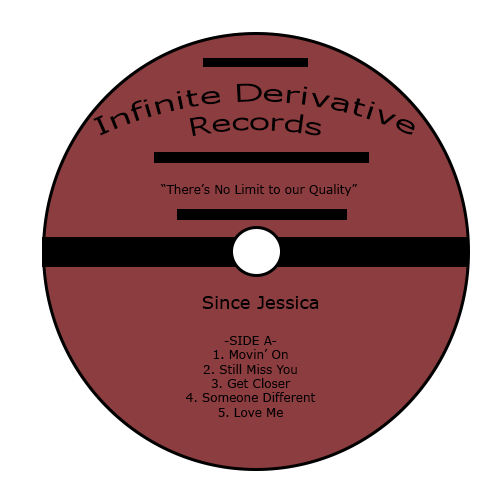 Infinite Derivative
Records
“There’s No Limit to our Quality”
Since Jessica
-SIDE A-
1. Movin’ On
2. Still Miss You
3. Get Closer
4. Someone Different
5. Love Me